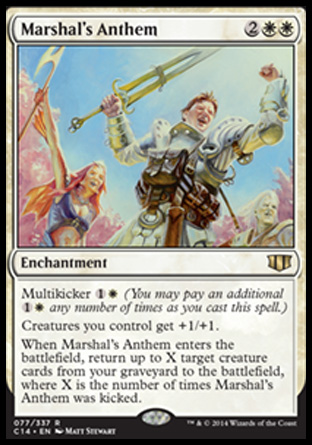 Marshal's Anthem 2
Enchantment
Multikicker 1 (You may pay an additional
1 any number of times as you cast this spell.)
Creatures you control get +1/+1.
When Marshal's Anthem enters the
battlefield, return up to X target creature
cards from your graveyard to the battlefield,
where X is the number of times Marshal's
Anthem was kicked.
077/337 R
C14 • EN Matt Stewart ™ & © 2014 Wizards of the Coast